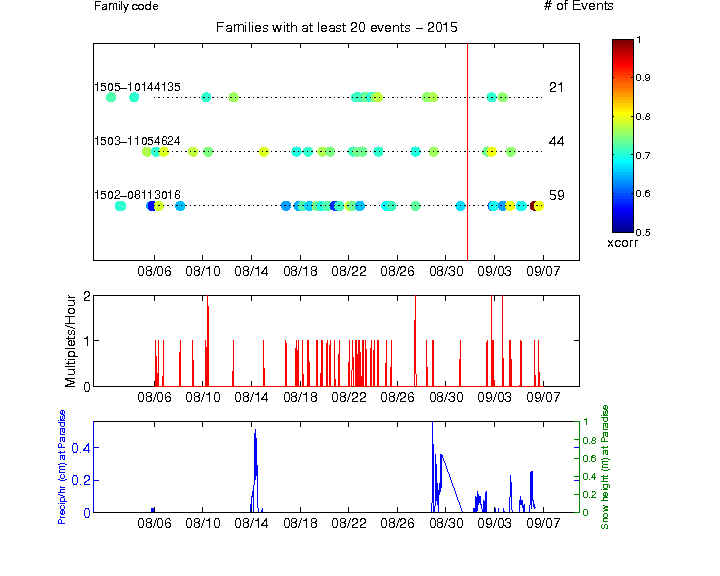 Family code
# of Events
Families with at least 20 events – 2015
1505–10144135
21
1503–11054624
44
1502–08113016
59
1
0.9
0.8
0.7
0.6
0.5
xcorr
08/06 08/10 08/14 08/18 08/22 08/26 08/30 09/03 09/07
Multiplets/Hour
2
1
0
08/06 08/10 08/14 08/18 08/22 08/26 08/30 09/03 09/07
Precip/hr (cm) at Paradise
0.4
0.2
0
1
0.8
0.6
0.4
0.2
0
Snow height (m) at Paradise
08/06 08/10 08/14 08/18 08/22 08/26 08/30 09/03 09/07